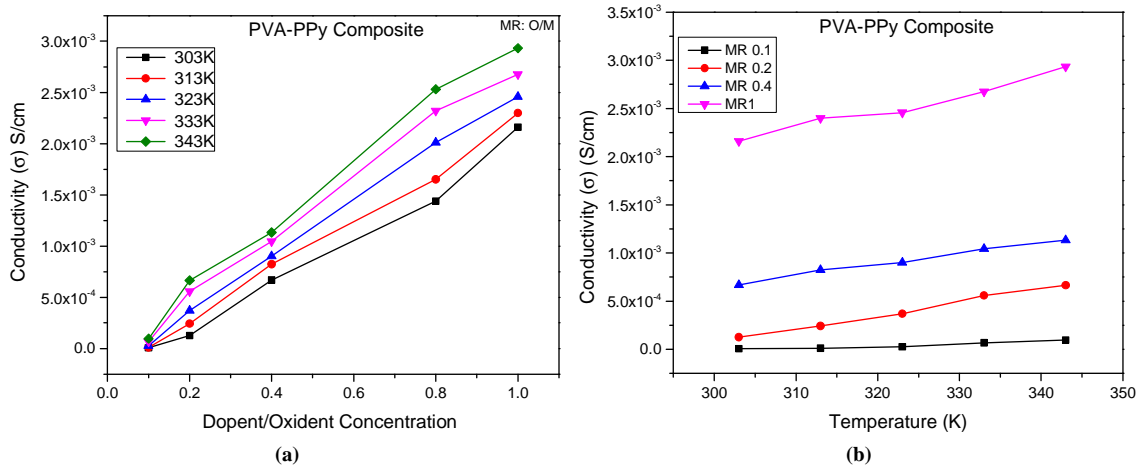 PVA-PPy Composite
MR: O/M
303K
313K
323K
333K
343K
3.0x10⁻³
2.5x10⁻³
2.0x10⁻³
1.5x10⁻³
1.0x10⁻³
5.0x10⁻⁴
0.0
Conductivity (σ) S/cm
0.0 0.2 0.4 0.6 0.8 1.0
Dopent/Oxident Concentration
(a)
PVA-PPy Composite
MR 0.1
MR 0.2
MR 0.4
MR1
3.5x10⁻³
3.0x10⁻³
2.5x10⁻³
2.0x10⁻³
1.5x10⁻³
1.0x10⁻³
5.0x10⁻⁴
0.0
Conductivity (σ) (S/cm)
300 310 320 330 340 350
Temperature (K)
(b)